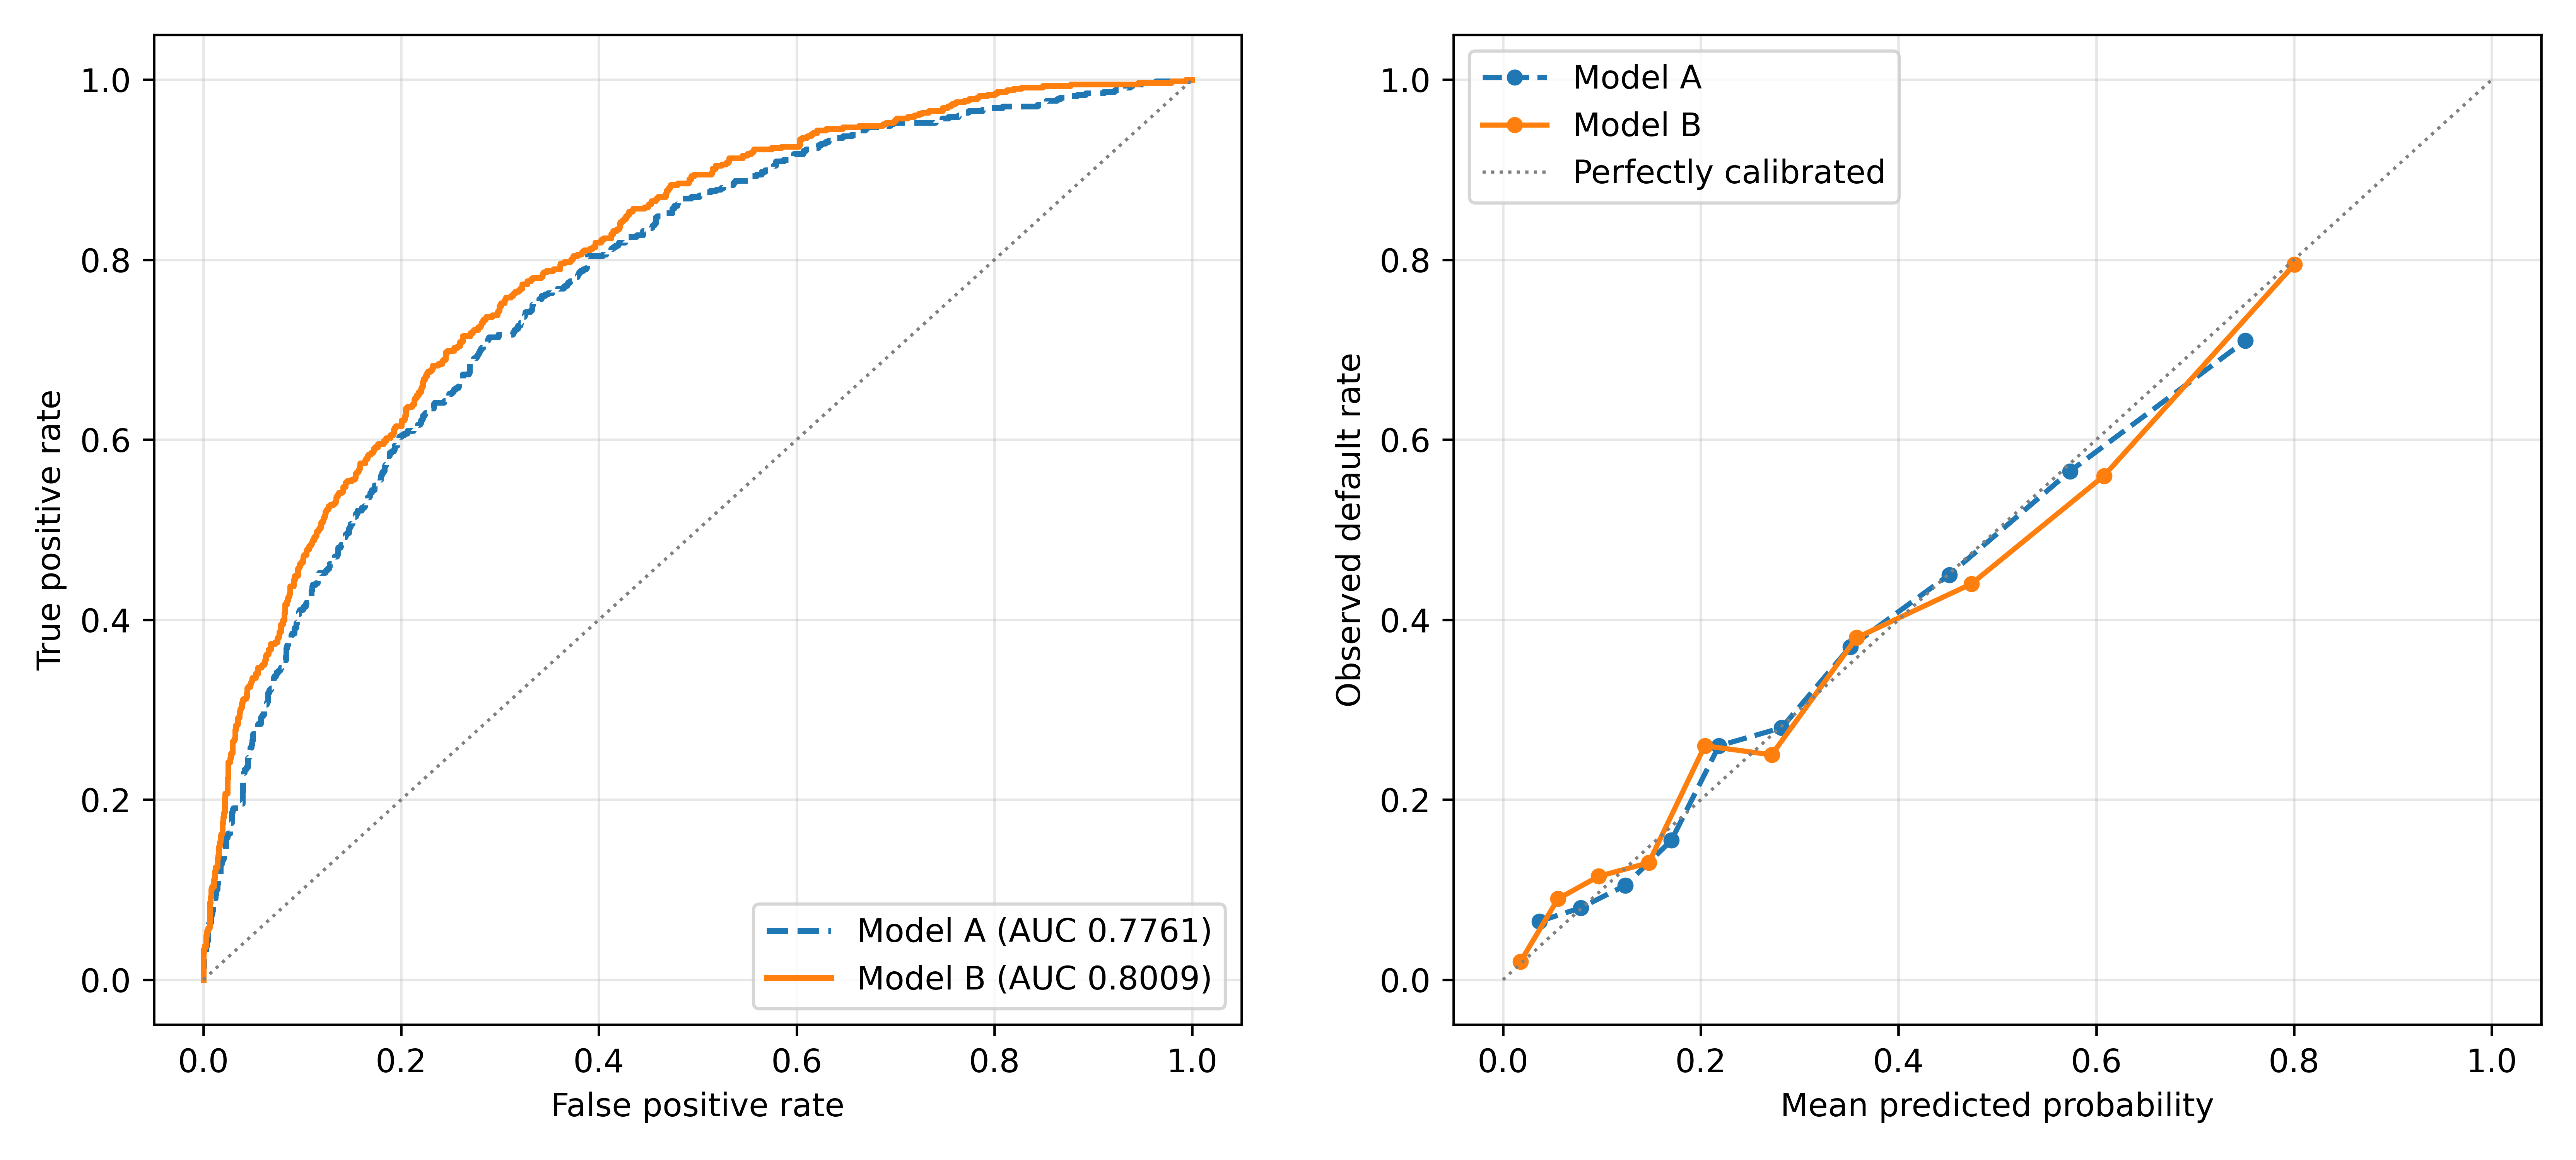 1.0
0.8
0.6
0.4
0.2
0.0
True positive rate
0.0 0.2 0.4 0.6 0.8 1.0
False positive rate
Model A (AUC 0.7761)
Model B (AUC 0.8009)
1.0
0.8
0.6
0.4
0.2
0.0
Observed default rate
0.0 0.2 0.4 0.6 0.8 1.0
Mean predicted probability
Model A
Model B
Perfectly calibrated